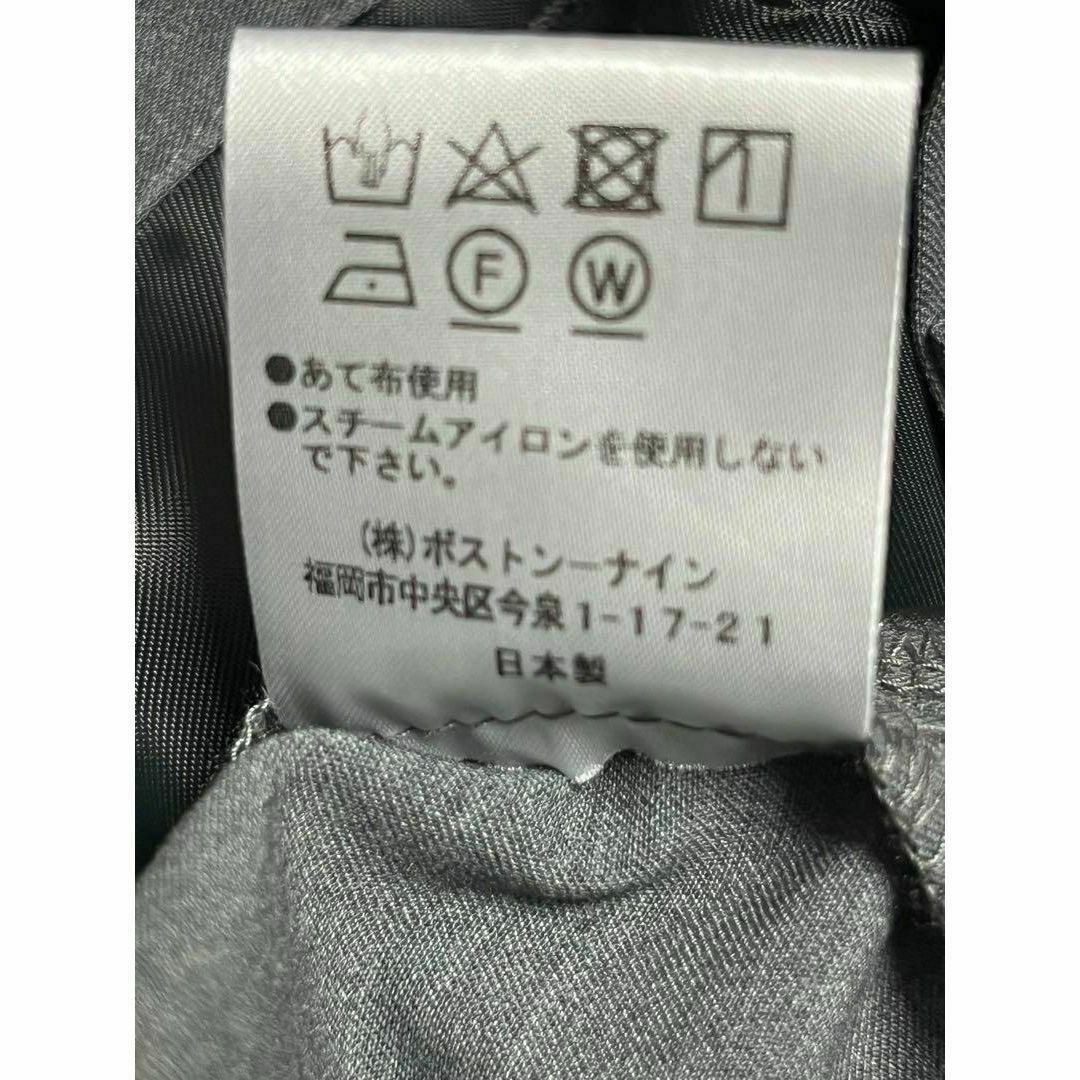 F W
●あて布使用
●スチームアイロンを使用しない
で下さい。
(株)ボストンーナイン
福岡市中央区今泉1-17-21
日本製